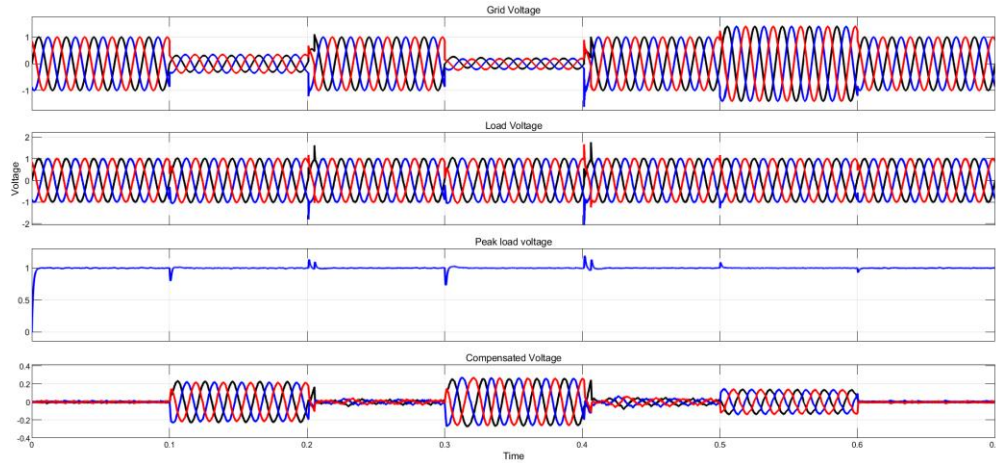 Grid Voltage
1
0
-1
Load Voltage
2
1
0
-1
-2
Voltage
Peak load voltage
1
0.5
0
Compensated Voltage
0.4
0.2
0
-0.2
-0.4
0 0.1 0.2 0.3 0.4 0.5 0.6
Time